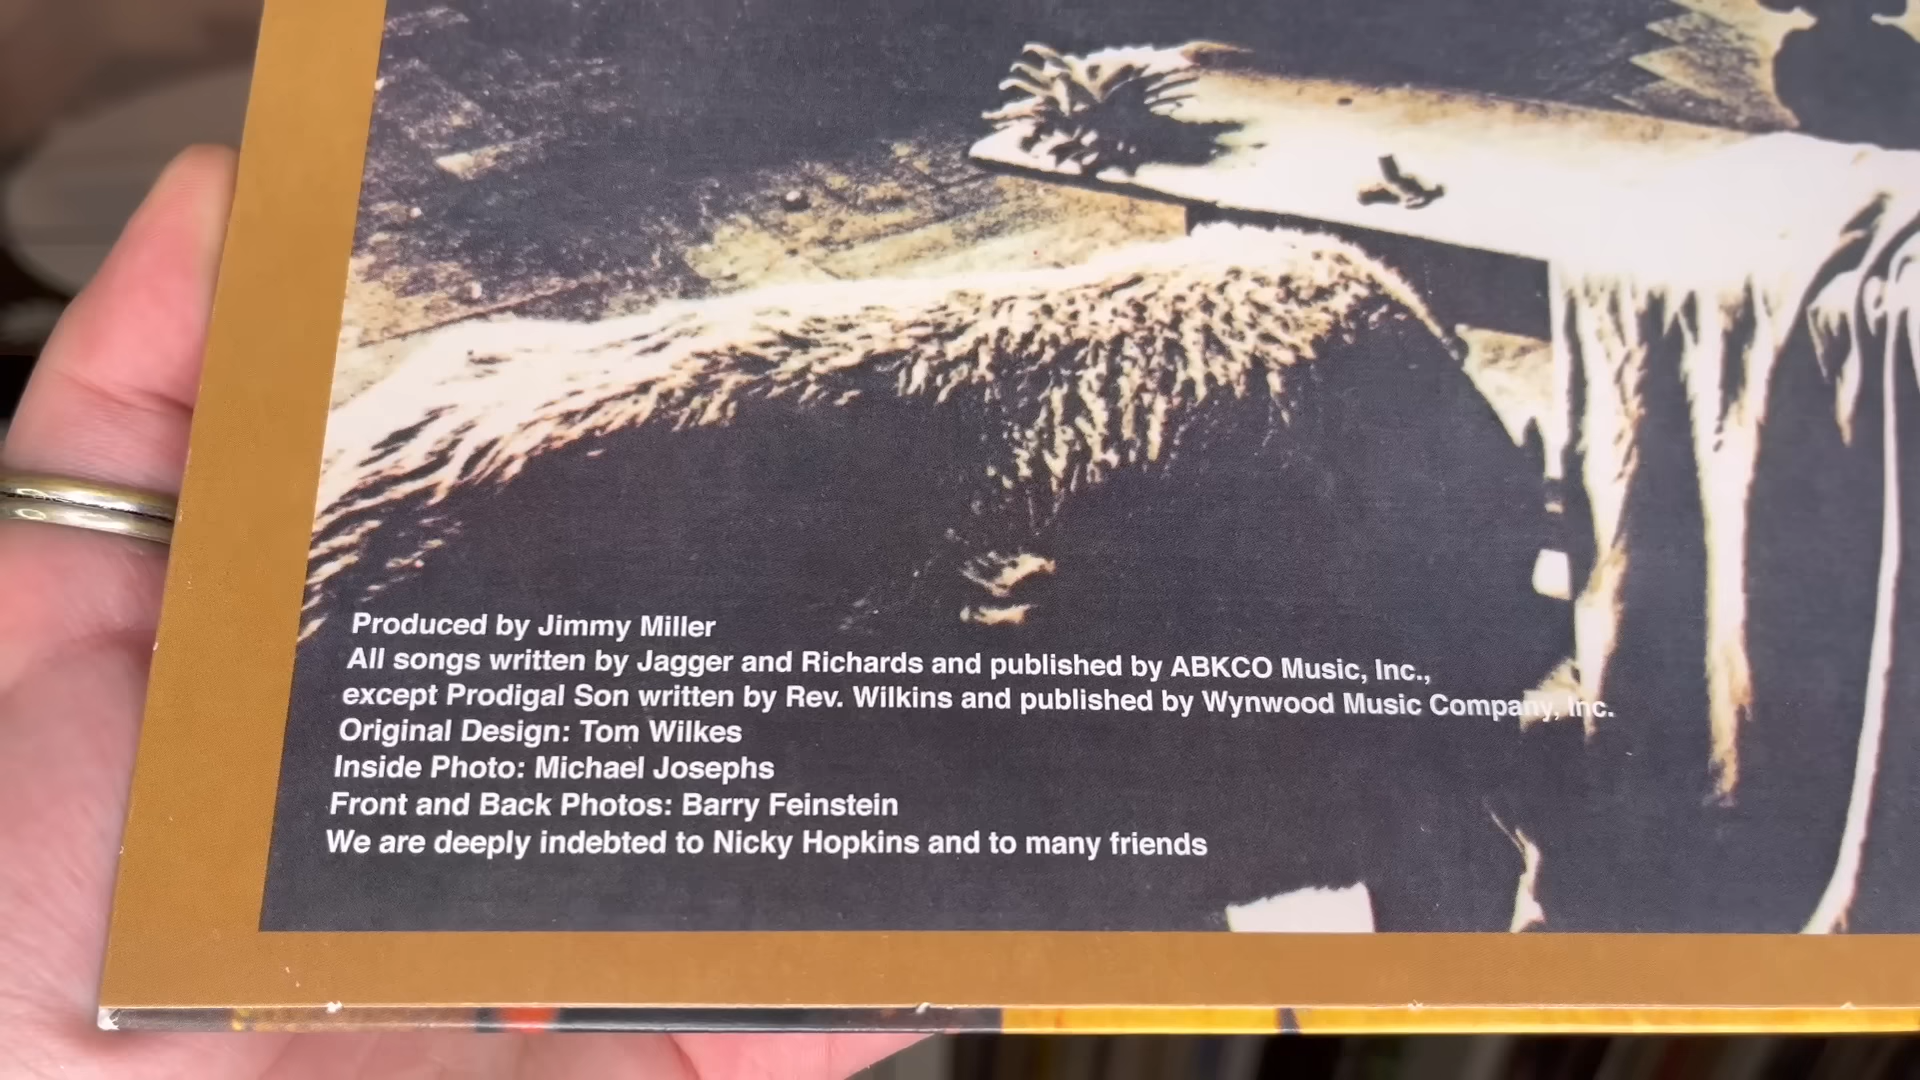 Produced by Jimmy Miller
All songs written by Jagger and Richards and published by ABKCO Music, Inc.,
except Prodigal Son written by Rev. Wilkins and published by Wynwood Music Company, Inc.
Original Design: Tom Wilkes
Inside Photo: Michael Josephs
Front and Back Photos: Barry Feinstein
We are deeply indebted to Nicky Hopkins and to many friends